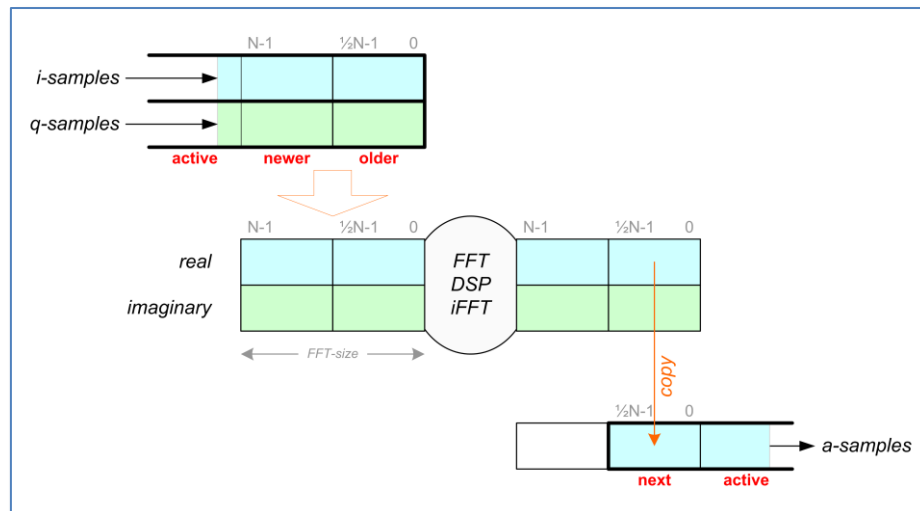 N-1 ½N-1 0
i-samples
q-samples
active newer older
N-1 ½N-1 0 N-1 ½N-1 0
real
imaginary
FFT
DSP
iFFT
FFT-size
copy
½N-1 0
a-samples
next active